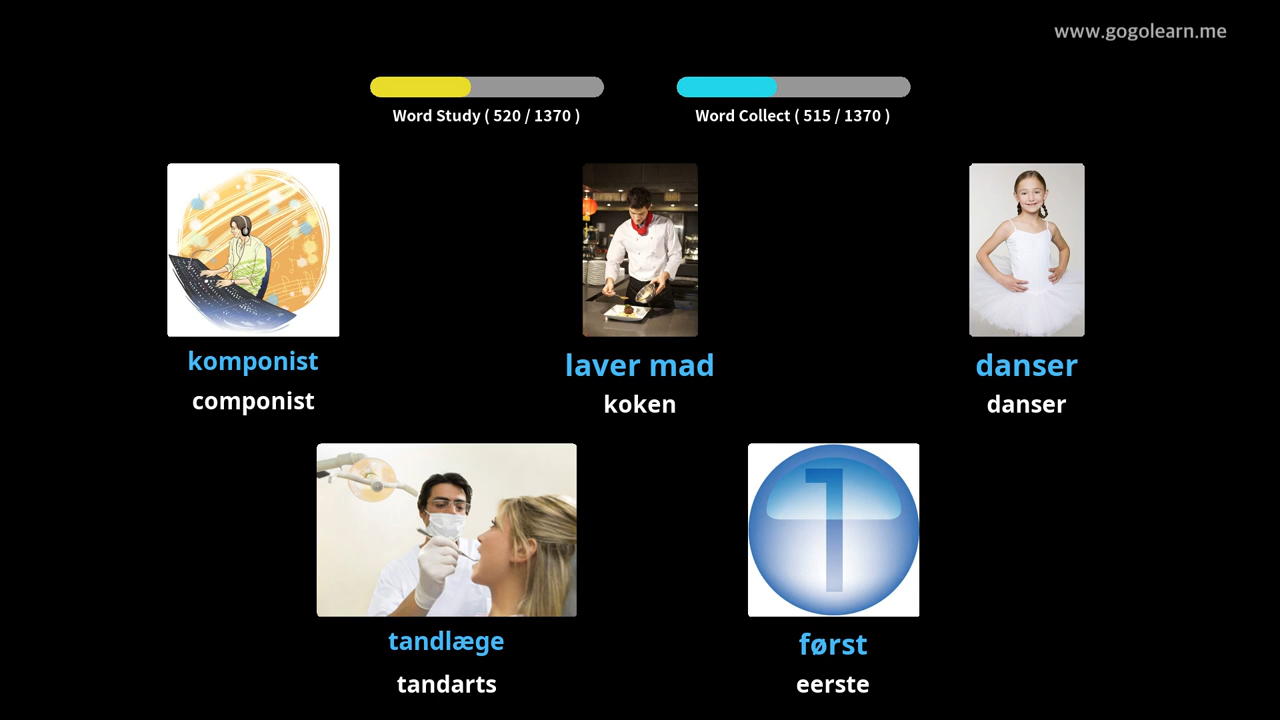 www.gogolearn.me
Word Study ( 520 / 1370 )
Word Collect ( 515 / 1370 )
komponist
componist
laver mad
koken
danser
danser
tandlæge
tandarts
1
først
eerste